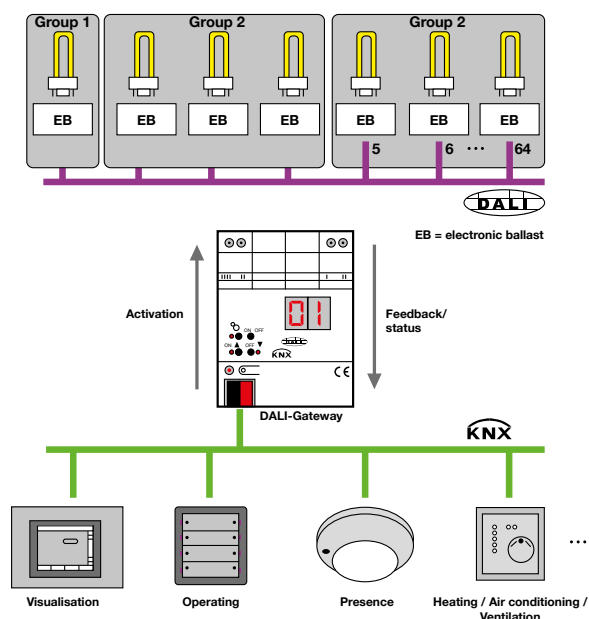 Group 1
Group 2
Group 2
EB
EB
EB
EB
EB
EB
EB
5
6
...
64
DALI
EB = electronic ballast
Activation
Feedback/
status
01
ON OFF
ON ▲ OFF ▼
DALI
KNX
CE
DALI-Gateway
KNX
...
Visualisation
Operating
Presence
Heating / Air conditioning /
Ventilation